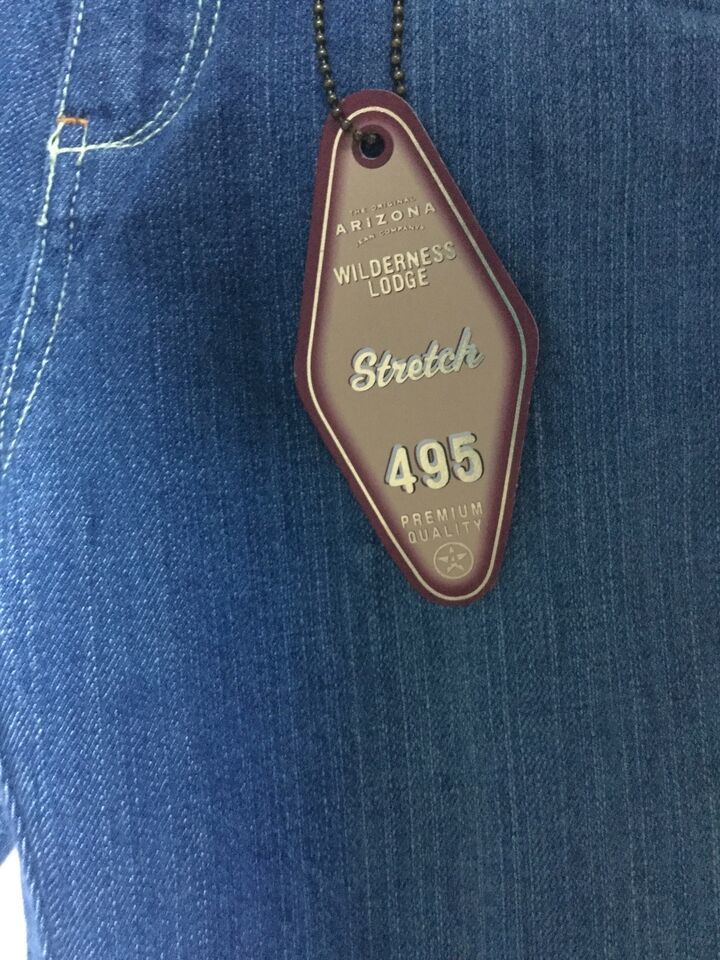 THE ORIGINAL
ARIZONA
JEAN COMPANY
WILDERNESS
LODGE
Stretch
495
PREMIUM
QUALITY